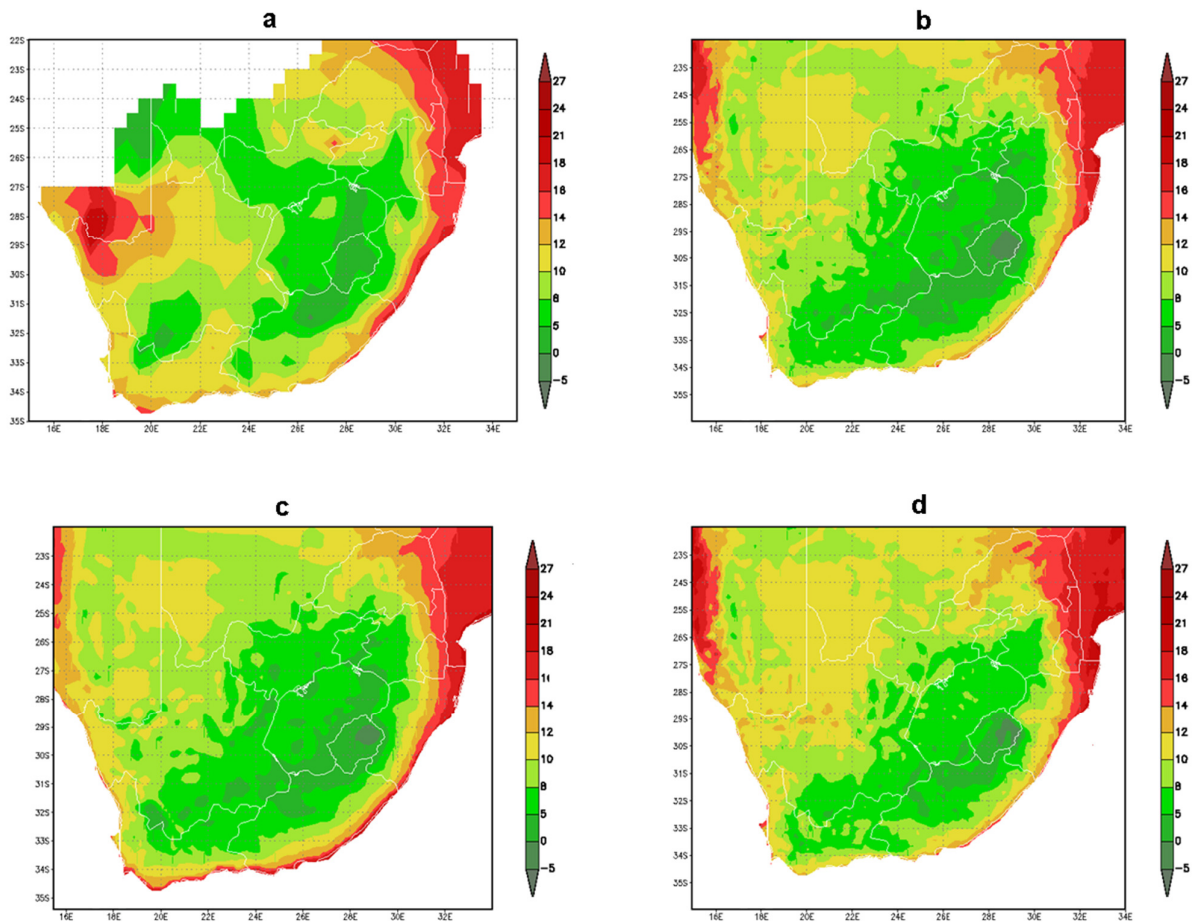 a
22S
23S
24S
25S
26S
27S
28S
29S
30S
31S
32S
33S
34S
35S
16E 18E 20E 22E 24E 26E 28E 30E 32E 34E
27
24
21
18
16
14
12
10
8
5
0
−5
b
23S
24S
25S
26S
27S
28S
29S
30S
31S
32S
33S
34S
35S
16E 18E 20E 22E 24E 26E 28E 30E 32E 34E
27
24
21
18
16
14
12
10
8
5
0
−5
c
23S
24S
25S
26S
27S
28S
29S
30S
31S
32S
33S
34S
35S
16E 18E 20E 22E 24E 26E 28E 30E 32E
27
24
21
18
16
14
12
10
8
5
0
−5
d
23S
24S
25S
26S
27S
28S
29S
30S
31S
32S
33S
34S
35S
16E 18E 20E 22E 24E 26E 28E 30E 32E 34E
27
24
21
18
16
14
12
10
8
5
0
−5